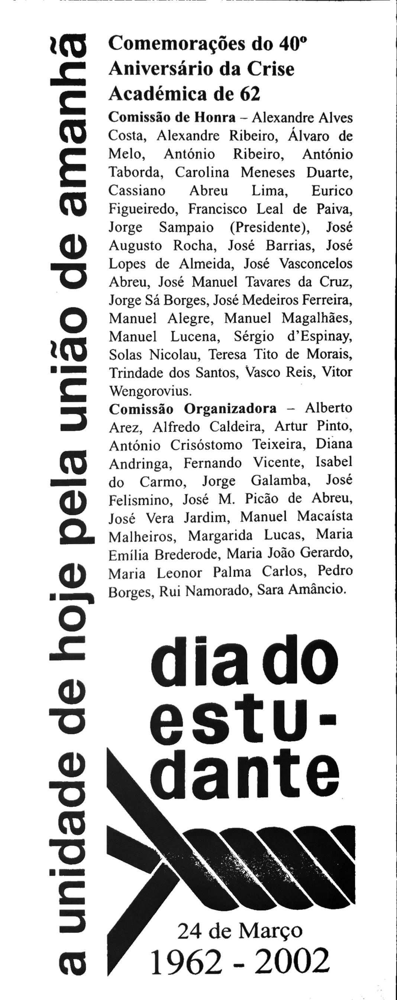 a unidade de hoje pela união de amanhã
Comemorações do 40º
Aniversário da Crise
Académica de 62
Comissão de Honra – Alexandre Alves
Costa, Alexandre Ribeiro, Álvaro de
Melo, António Ribeiro, António
Taborda, Carolina Meneses Duarte,
Cassiano Abreu Lima, Eurico
Figueiredo, Francisco Leal de Paiva,
Jorge Sampaio (Presidente), José
Augusto Rocha, José Barrias, José
Lopes de Almeida, José Vasconcelos
Abreu, José Manuel Tavares da Cruz,
Jorge Sá Borges, José Medeiros Ferreira,
Manuel Alegre, Manuel Magalhães,
Manuel Lucena, Sérgio d'Espinay,
Solas Nicolau, Teresa Tito de Morais,
Trindade dos Santos, Vasco Reis, Vitor
Wengorovius.
Comissão Organizadora – Alberto
Arez, Alfredo Caldeira, Artur Pinto,
António Crisóstomo Teixeira, Diana
Andringa, Fernando Vicente, Isabel
do Carmo, Jorge Galamba, José
Felismino, José M. Picão de Abreu,
José Vera Jardim, Manuel Macaísta
Malheiros, Margarida Lucas, Maria
Emília Brederode, Maria João Gerardo,
Maria Leonor Palma Carlos, Pedro
Borges, Rui Namorado, Sara Amâncio.
dia do
estu-
dante
24 de Março
1962 - 2002